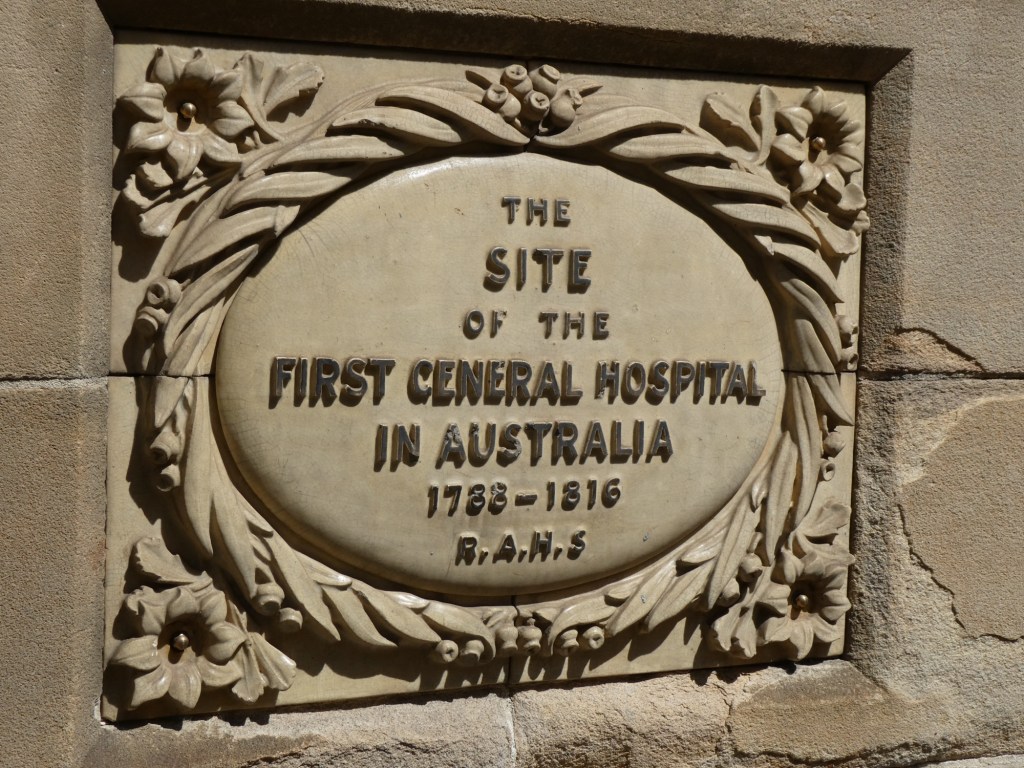 THE
SITE
OF THE
FIRST GENERAL HOSPITAL
IN AUSTRALIA
1788-1816
R.A.H.S